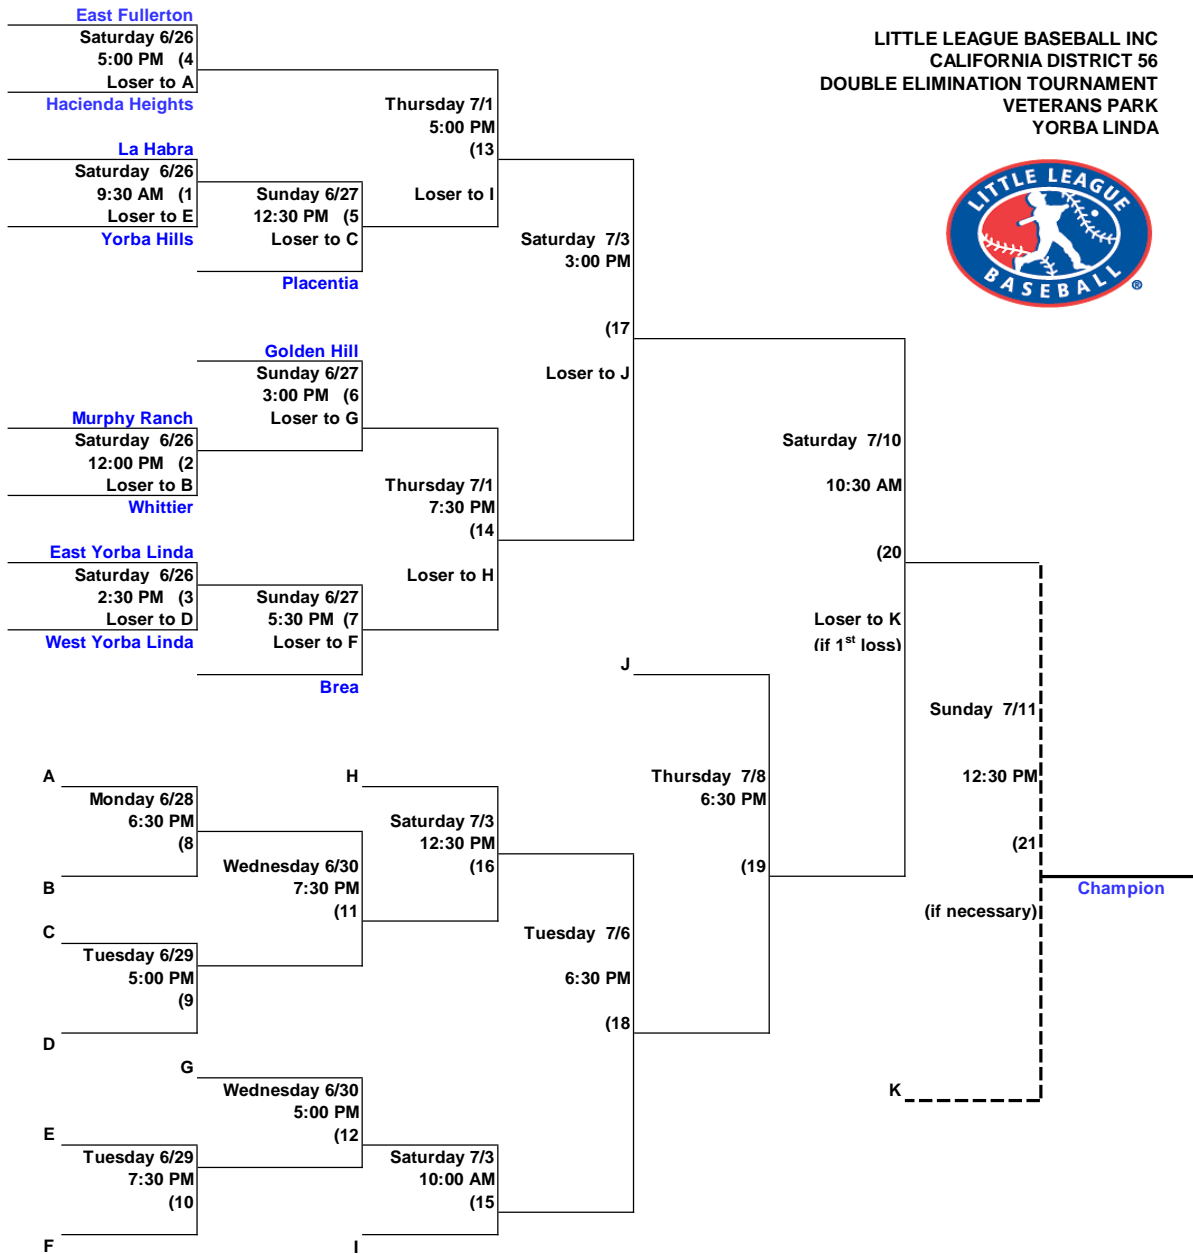 East Fullerton
Saturday 6/26
5:00 PM (4
Loser to A
Hacienda Heights
LITTLE LEAGUE BASEBALL INC
CALIFORNIA DISTRICT 56
DOUBLE ELIMINATION TOURNAMENT
VETERANS PARK
YORBA LINDA
LITTLE LEAGUE
BASEBALL ®
Thursday 7/1
5:00 PM
(13
Loser to I
La Habra
Saturday 6/26
9:30 AM (1
Loser to E
Yorba Hills
Sunday 6/27
12:30 PM (5
Loser to C
Placentia
Saturday 7/3
3:00 PM
(17
Loser to J
Golden Hill
Sunday 6/27
3:00 PM (6
Loser to G
Murphy Ranch
Saturday 6/26
12:00 PM (2
Loser to B
Whittier
Thursday 7/1
7:30 PM
(14
Loser to H
Saturday 7/10
10:30 AM
(20
Loser to K
(if 1st loss)
East Yorba Linda
Saturday 6/26
2:30 PM (3
Loser to D
West Yorba Linda
Sunday 6/27
5:30 PM (7
Loser to F
Brea
J
Sunday 7/11
12:30 PM
(21
(if necessary)
Champion
A
Monday 6/28
6:30 PM
(8
B
H
Saturday 7/3
12:30 PM
(16
Thursday 7/8
6:30 PM
(19
Wednesday 6/30
7:30 PM
(11
C
Tuesday 6/29
5:00 PM
(9
D
Tuesday 7/6
6:30 PM
(18
G
Wednesday 6/30
5:00 PM
(12
K
E
Tuesday 6/29
7:30 PM
(10
F
Saturday 7/3
10:00 AM
(15
I